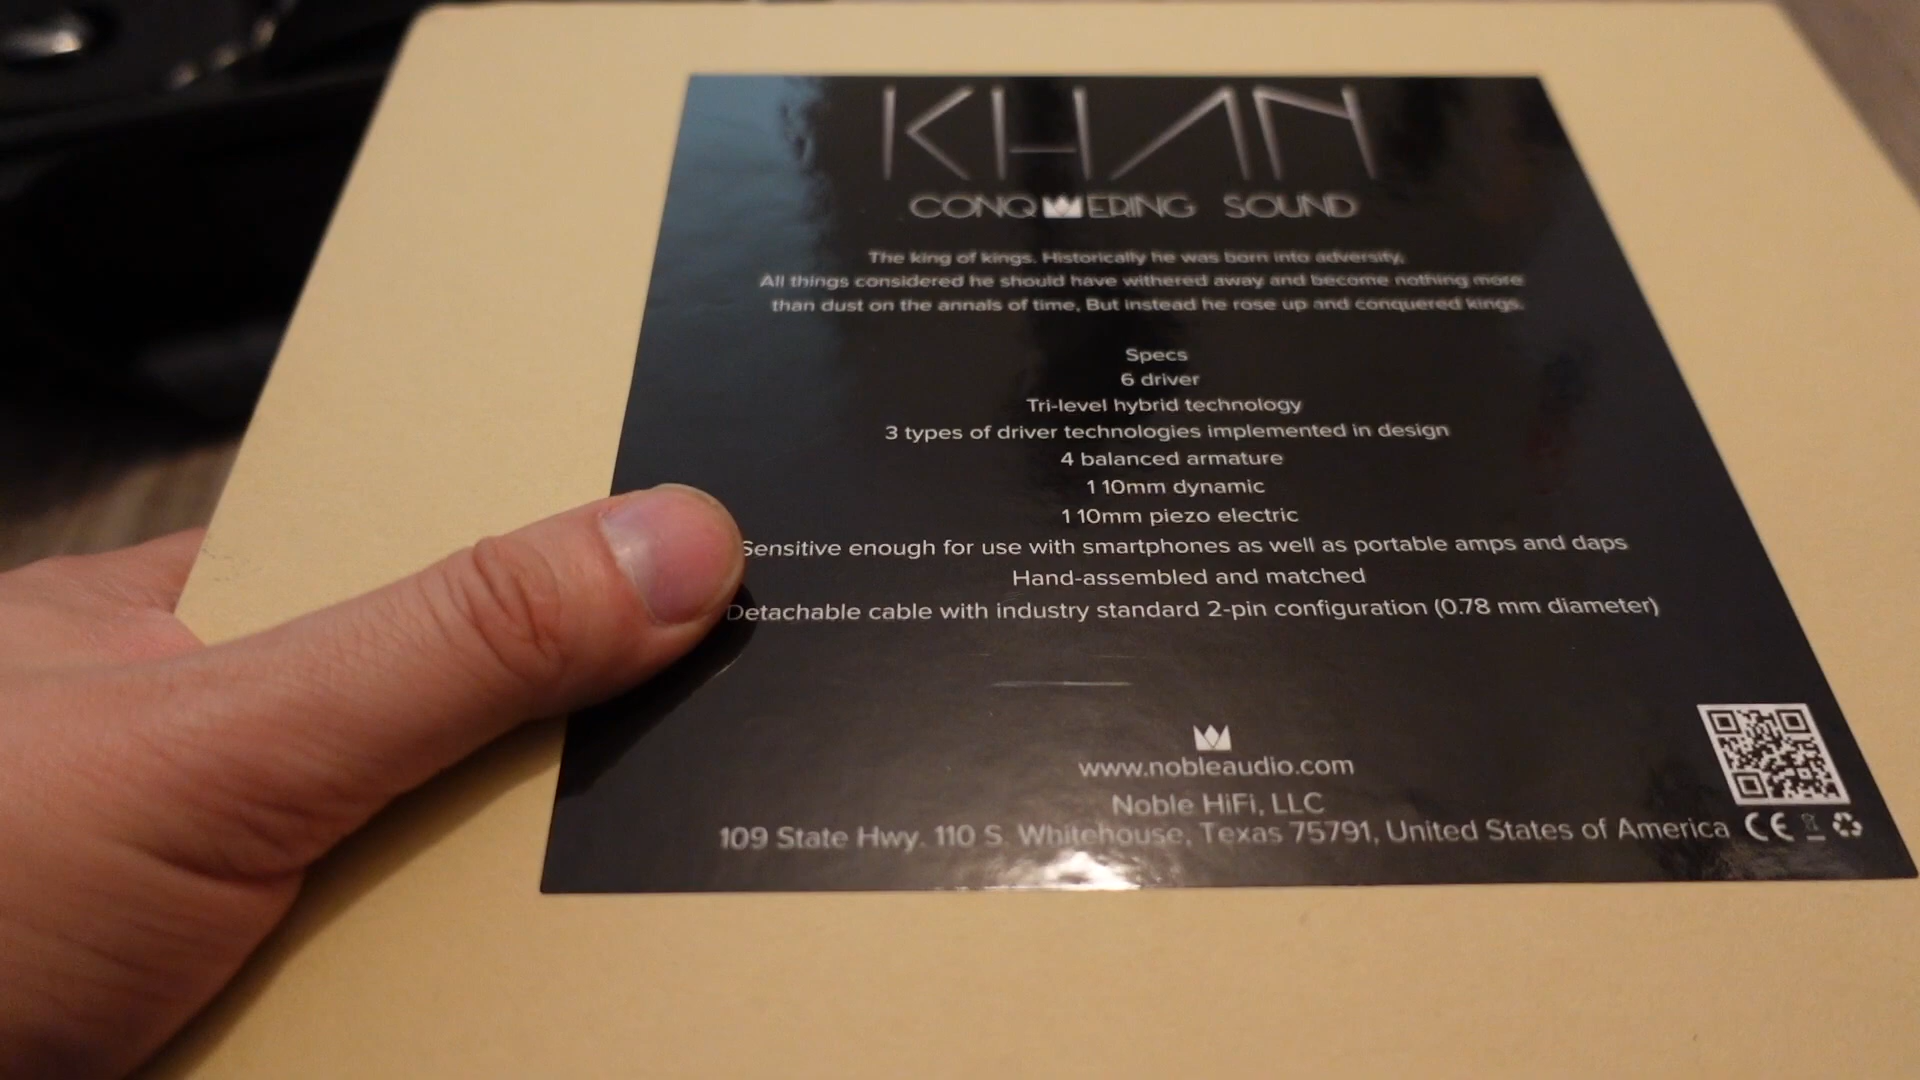 KHAN
CONQWERING SOUND
The king of kings. Historically he was born into adversity,
All things considered he should have withered away and become nothing more
than dust on the annals of time, But instead he rose up and conquered kings.
Specs
6 driver
Tri-level hybrid technology
3 types of driver technologies implemented in design
4 balanced armature
1 10mm dynamic
1 10mm piezo electric
Sensitive enough for use with smartphones as well as portable amps and daps
Hand-assembled and matched
Detachable cable with industry standard 2-pin configuration (0.78 mm diameter)
www.nobleaudio.com
Noble HiFi, LLC
109 State Hwy. 110 S. Whitehouse, Texas 75791, United States of America CE